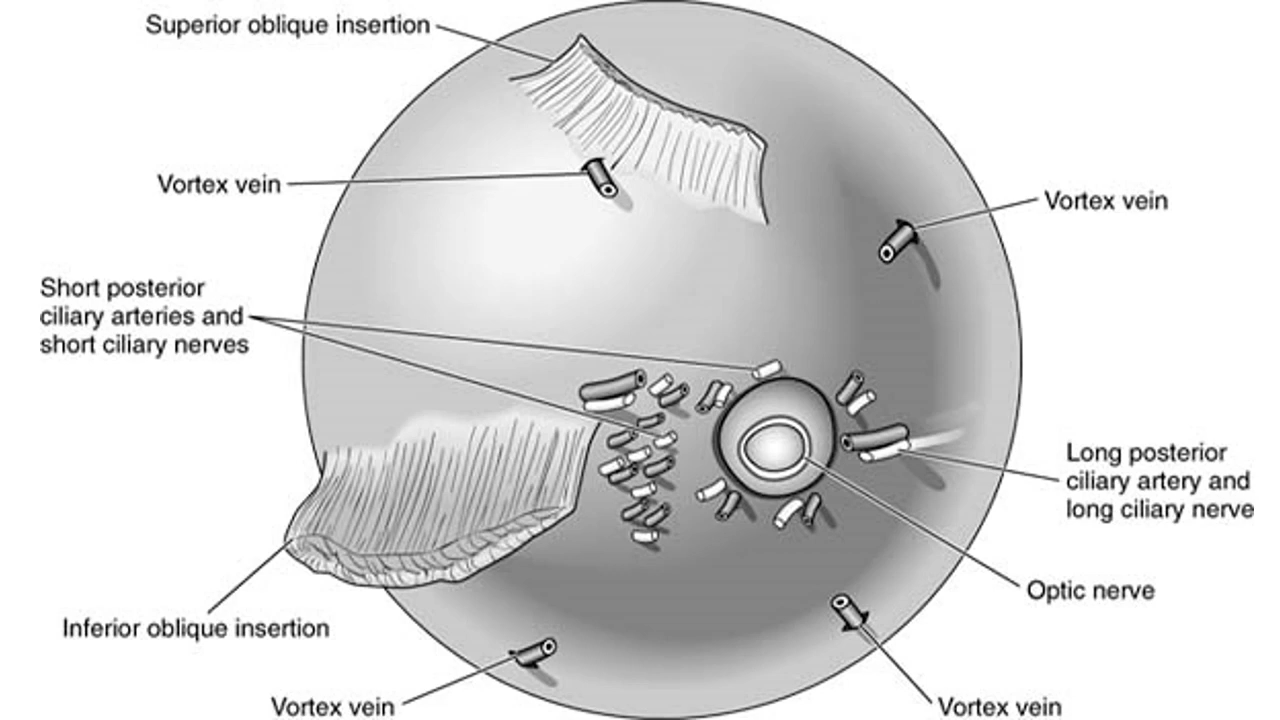 Superior oblique insertion
Vortex vein
Vortex vein
Short posterior
ciliary arteries and
short ciliary nerves
Long posterior
ciliary artery and
long ciliary nerve
Optic nerve
Inferior oblique insertion
Vortex vein
Vortex vein